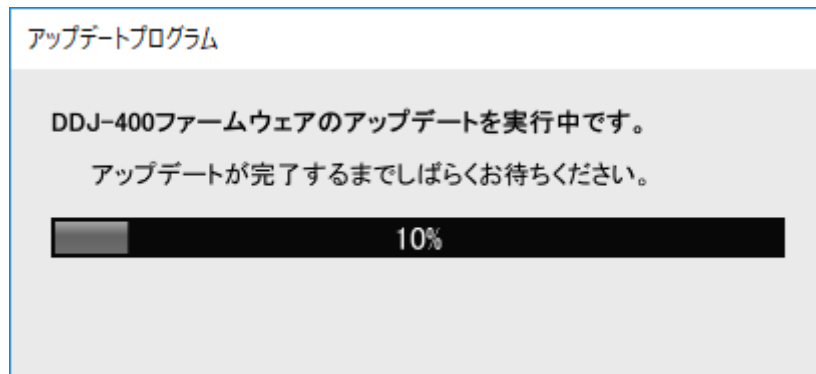 アップデートプログラム
DDJ-400ファームウェアのアップデートを実行中です。
アップデートが完了するまでしばらくお待ちください。
10%